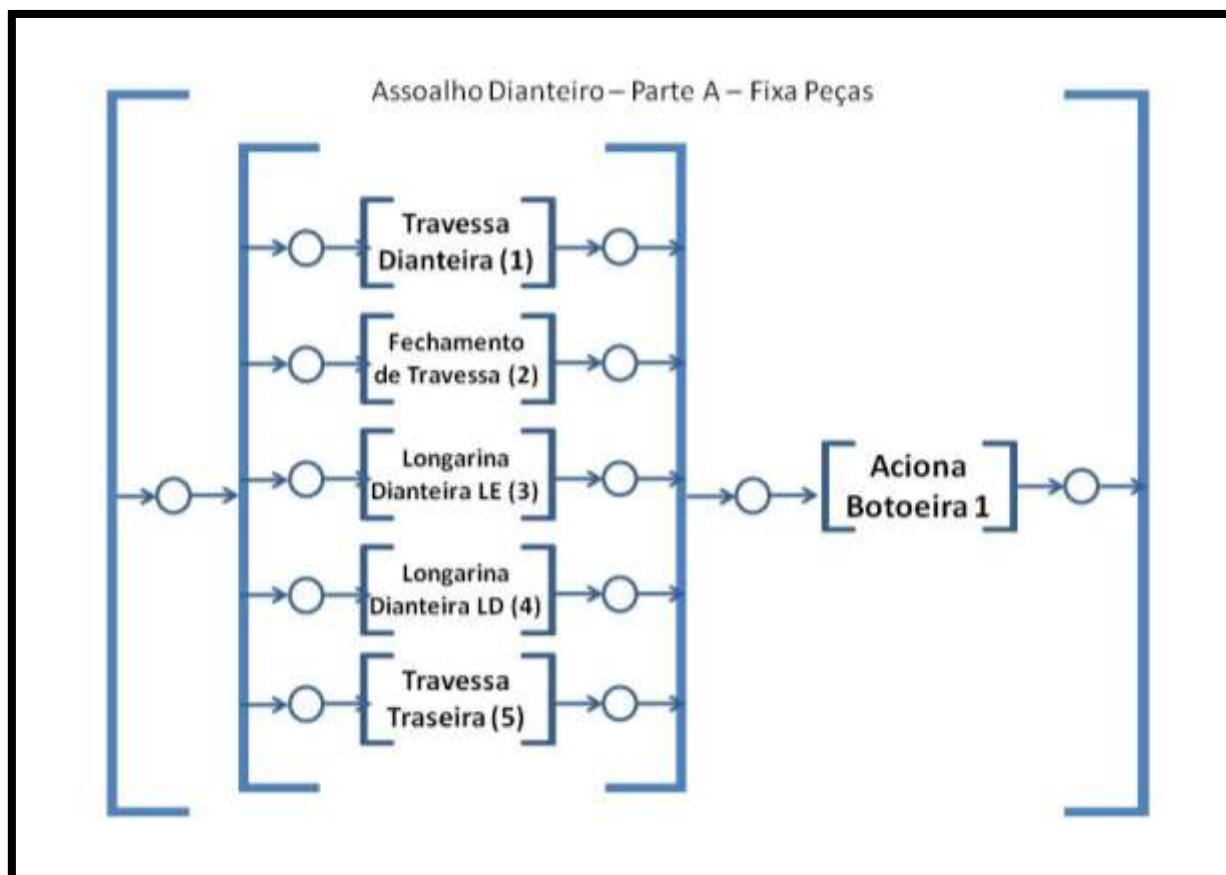 Assoalho Dianteiro – Parte A – Fixa Peças
Travessa
Dianteira (1)
Fechamento
de Travessa (2)
Longarina
Dianteira LE (3)
Longarina
Dianteira LD (4)
Travessa
Traseira (5)
Aciona
Botoeira 1